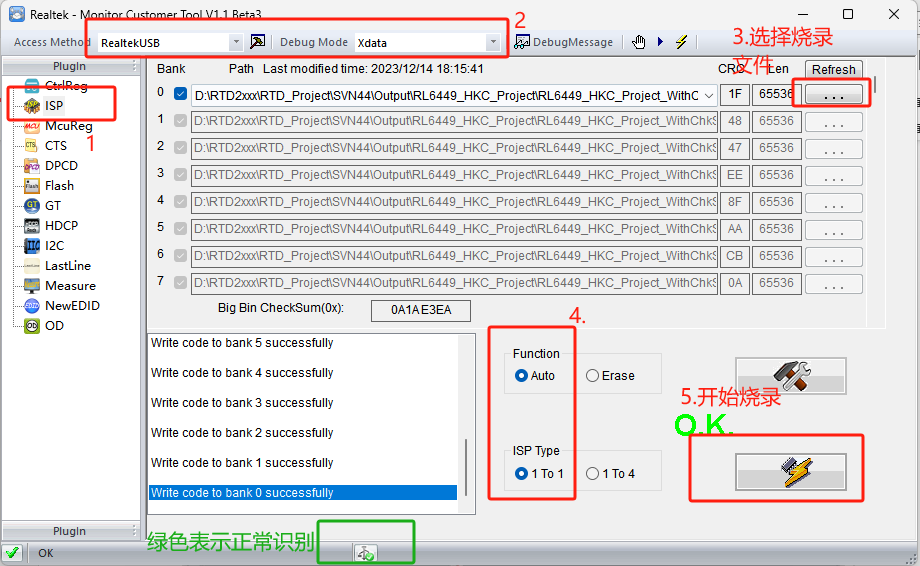 Realtek - Monitor Customer Tool V1.1 Beta3
Access Method RealtekUSB Debug Mode Xdata DebugMessage
2
PlugIn
CtrlReg
ISP
1
McuReg
CTS
DPCD
Flash
GT
HDCP
I2C
LastLine
Measure
NewEDID
OD
PlugIn
Bank Path Last modified time: 2023/12/14 18:15:41 CRC Len Refresh
3.选择烧录
文件
0 D:\RTD2xxx\RTD_Project\SVN44\Output\RL6449_HKC_Project\RL6449_HKC_Project_WithC 1F 65536 ...
1 D:\RTD2xxx\RTD_Project\SVN44\Output\RL6449_HKC_Project\RL6449_HKC_Project_WithChkS 48 65536 ...
2 D:\RTD2xxx\RTD_Project\SVN44\Output\RL6449_HKC_Project\RL6449_HKC_Project_WithChkS 47 65536 ...
3 D:\RTD2xxx\RTD_Project\SVN44\Output\RL6449_HKC_Project\RL6449_HKC_Project_WithChkS EE 65536 ...
4 D:\RTD2xxx\RTD_Project\SVN44\Output\RL6449_HKC_Project\RL6449_HKC_Project_WithChkS 8F 65536 ...
5 D:\RTD2xxx\RTD_Project\SVN44\Output\RL6449_HKC_Project\RL6449_HKC_Project_WithChkS AA 65536 ...
6 D:\RTD2xxx\RTD_Project\SVN44\Output\RL6449_HKC_Project\RL6449_HKC_Project_WithChkS CB 65536 ...
7 D:\RTD2xxx\RTD_Project\SVN44\Output\RL6449_HKC_Project\RL6449_HKC_Project_WithChkS 0A 65536 ...
Big Bin CheckSum(0x): 0A1AE3EA
4.
Write code to bank 5 successfully
Write code to bank 4 successfully
Write code to bank 3 successfully
Write code to bank 2 successfully
Write code to bank 1 successfully
Write code to bank 0 successfully
Function
Auto Erase
ISP Type
1 To 1 1 To 4
5.开始烧录
O.K.
绿色表示正常识别
OK